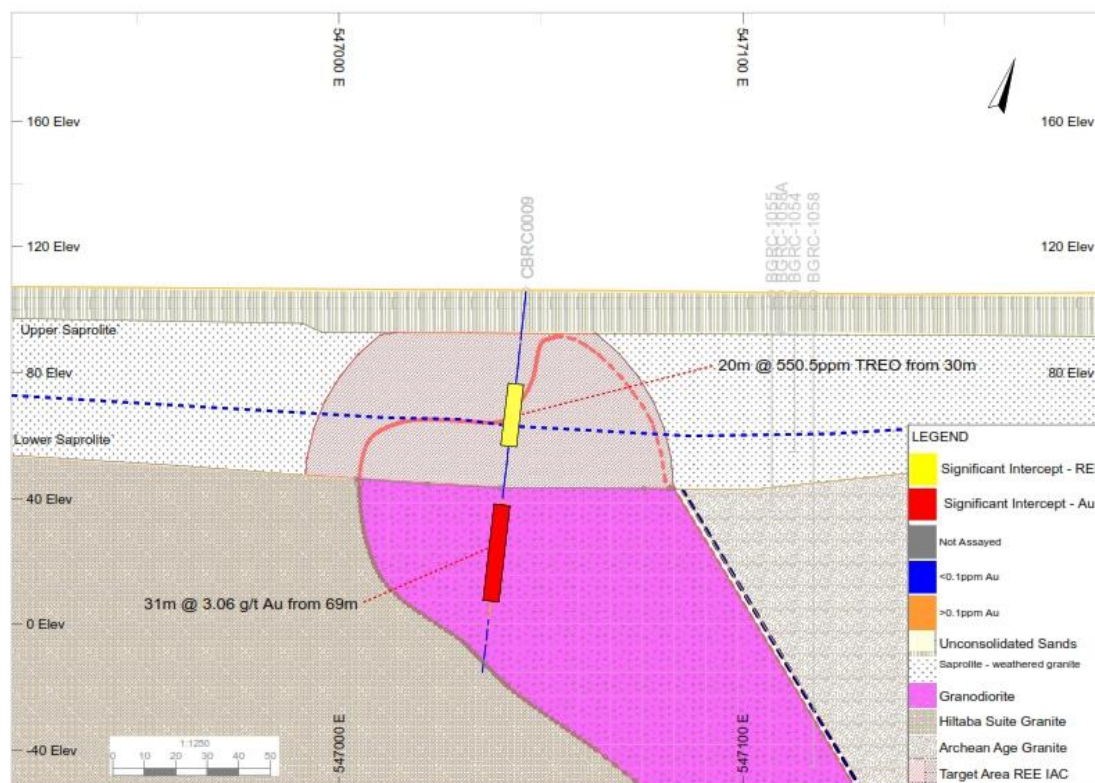 547000 E
547100 E
160 Elev
160 Elev
120 Elev
120 Elev
CBRC0009
BGRC-1055
BGRC-1058A
BGRC-1054
BGRC-1058
Upper Saprolite
80 Elev
20m @ 550.5ppm TREO from 30m
80 Elev
Lower Saprolite
LEGEND
Significant Intercept - RE
40 Elev
Significant Intercept - Au
Not Assayed
<0.1ppm Au
31m @ 3.06 g/t Au from 69m
>0.1ppm Au
0 Elev
Unconsolidated Sands
Saprolite - weathered granite
Granodiorite
Hiltaba Suite Granite
-40 Elev
1:1250
0 10 20 30 40 50
547000 E
547100 E
Archean Age Granite
Target Area REE IAC